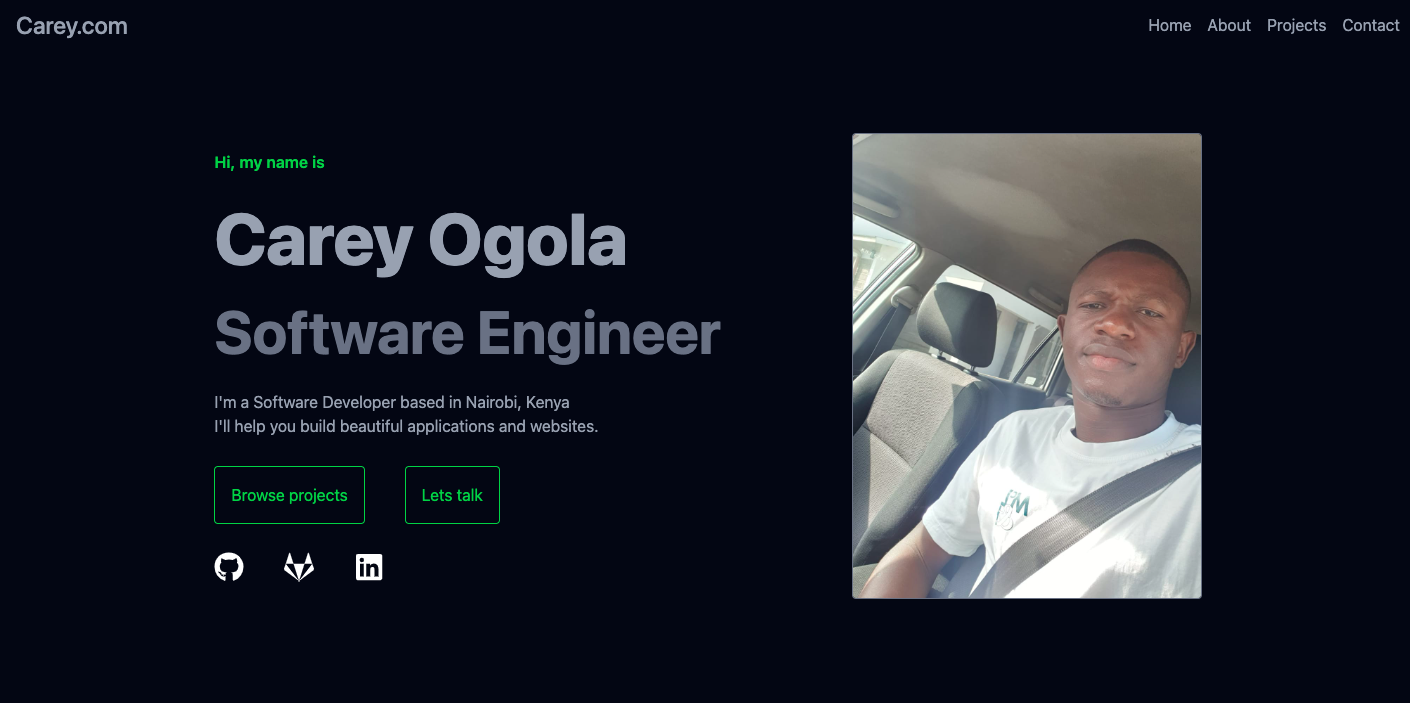 Carey.com
Home About Projects Contact
Hi, my name is
Carey Ogola
Software Engineer
I'm a Software Developer based in Nairobi, Kenya
I'll help you build beautiful applications and websites.
Browse projects
Lets talk
in